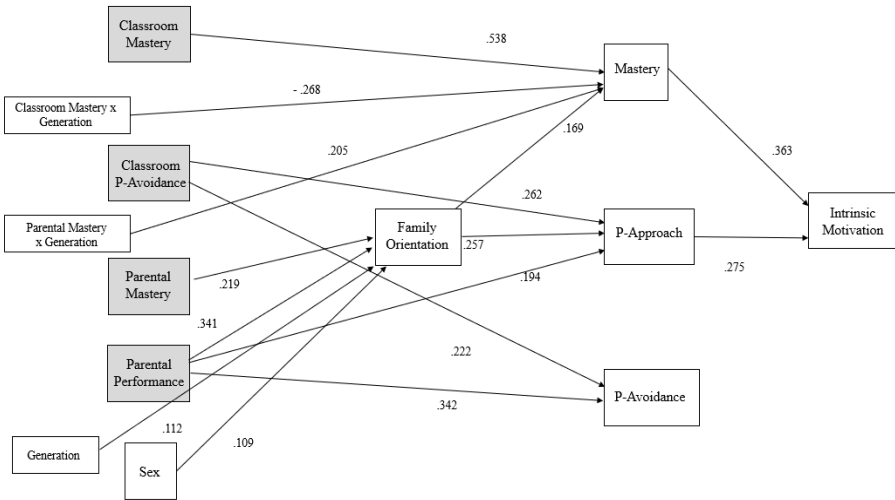 Classroom
Mastery
.538
Mastery
Classroom Mastery x
Generation
- .268
.169
.205
Classroom
P-Avoidance
.363
.262
Parental Mastery
x Generation
Family
Orientation
.257
P-Approach
Intrinsic
Motivation
.275
Parental
Mastery
.219
.194
.341
Parental
Performance
.222
.342
P-Avoidance
.112
.109
Generation
Sex